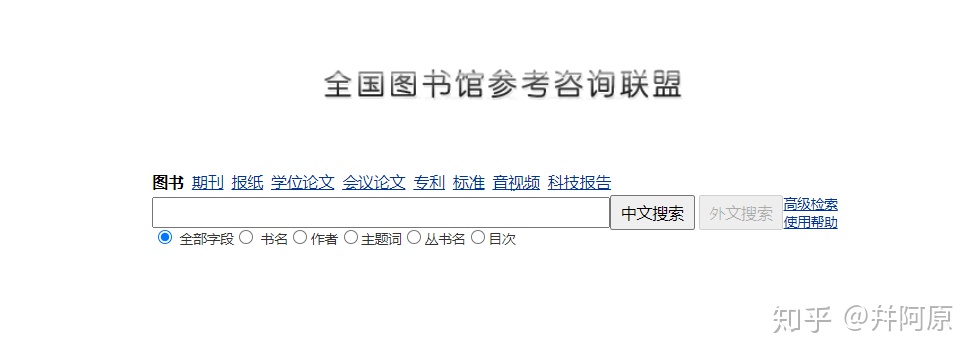 全国图书馆参考咨询联盟
图书 期刊 报纸 学位论文 会议论文 专利 标准 音视频 科技报告
中文搜索 外文搜索 高级检索
使用帮助
全部字段 书名 作者 主题词 丛书名 目次
知乎 @井阿原